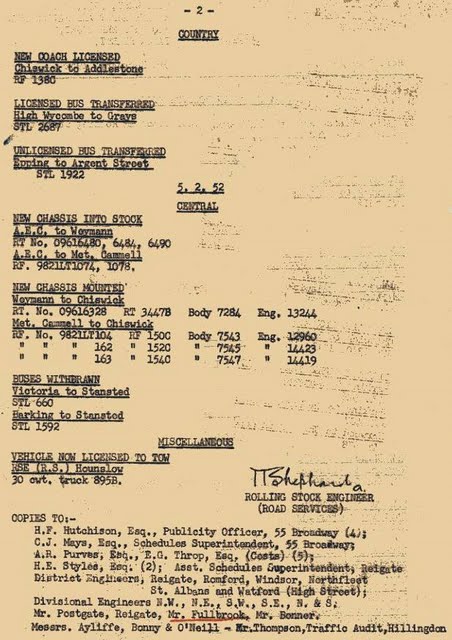 - 2 -
COUNTRY
NEW COACH LICENSED
Chiswick to Addlestone
RF 1380
LICENSED BUS TRANSFERRED
High Wycombe to Grays
STL 2687
UNLICENSED BUS TRANSFERRED
Epping to Argent Street
STL 1922
5. 2. 52
CENTRAL
NEW CHASSIS INTO STOCK
A.E.C. to Weymann
RT No. 09616480, 6484, 6490
A.E.C. to Met. Cammell
RF. 9821LT1074, 1078.
NEW CHASSIS MOUNTED
Weymann to Chiswick
RT. No. 09616328 RT 3447B Body 7284 Eng. 13244
Met. Cammell to Chiswick
RF. No. 9821LT104 RF 1500 Body 7543 Eng. 12960
" " " 162 " 1520 " 7545 " 14423
" " " 163 " 1540 " 7547 " 14419
BUSES WITHDRAWN
Victoria to Stansted
STL 660
Barking to Stansted
STL 1592
MISCELLANEOUS
VEHICLE NOW LICENSED TO TOW
RSE (R.S.) Hounslow
30 cwt. truck 895B.
ROLLING STOCK ENGINEER
(ROAD SERVICES)
COPIES TO:-
H.F. Hutchison, Esq., Publicity Officer, 55 Broadway (4);
C.J. Mays, Esq., Schedules Superintendent, 55 Broadway;
A.R. Purves, Esq., E.G. Throp, Esq. (Costs) (5);
H.E. Styles, Esq. (2); Asst. Schedules Superintendent, Reigate
District Engineers, Reigate, Romford, Windsor, Northfleet
St. Albans and Watford (High Street);
Divisional Engineers N.W., N.E., S.W., S.E., N. & S.
Mr. Postgate, Reigate, Mr. Fullbrook, Mr. Bonner.
Messrs. Ayliffe, Bonny & O'Neill - Mr.Thompson,Traffic Audit,Hillingdon